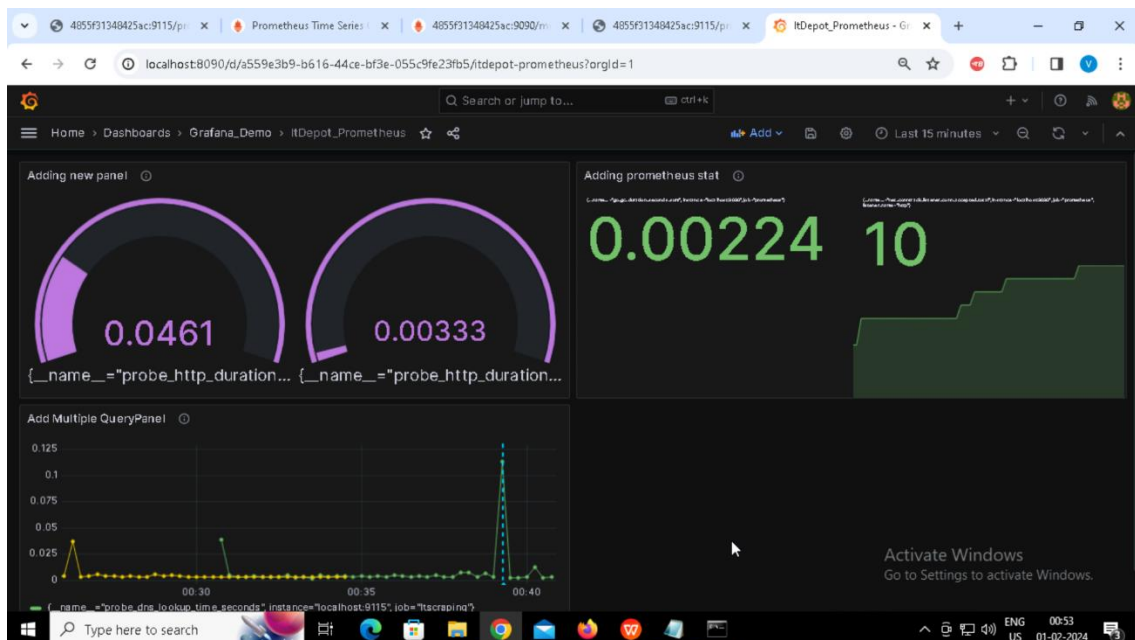 4855f31348425ac:9115/pr
Prometheus Time Series
4855f31348425ac:9090/m
4855f31348425ac:9115/pr
ItDepot_Prometheus - Gr
localhost:8090/d/a559e3b9-b616-44ce-bf3e-055c9fe23fb5/itdepot-prometheus?orgId=1
V
Search or jump to...
ctrl+k
Home > Dashboards > Grafana_Demo > ItDepot_Prometheus
Add
Last 15 minutes
Adding new panel
0.0461
0.00333
{__name__="probe_http_duration...
{__name__="probe_http_duration...
Adding prometheus stat
0.00224
10
Add Multiple QueryPanel
0.125
0.1
0.075
0.05
0.025
0
00:30
00:35
00:40
{__name__="probe_dns_lookup_time_seconds", instance="localhost:9115", job="Itscraping"}
Activate Windows
Go to Settings to activate Windows.
Type here to search
ENG
US
00:53
01-02-2024
3